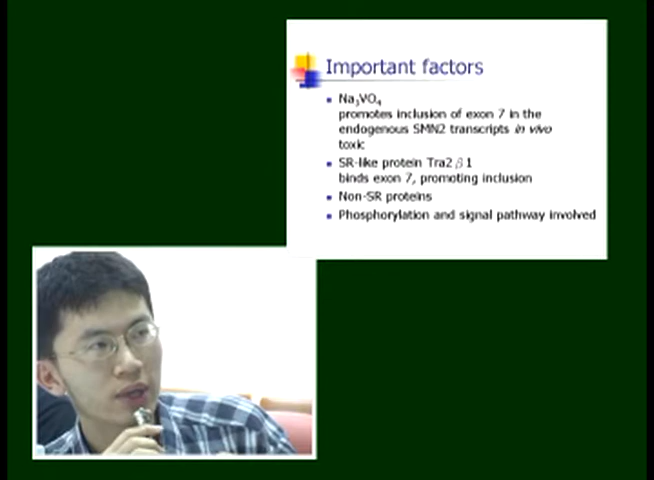 Important factors
Na₃VO₄
promotes inclusion of exon 7 in the
endogenous SMN2 transcripts in vivo
toxic
SR-like protein Tra2 β 1
binds exon 7, promoting inclusion
Non-SR proteins
Phosphorylation and signal pathway involved